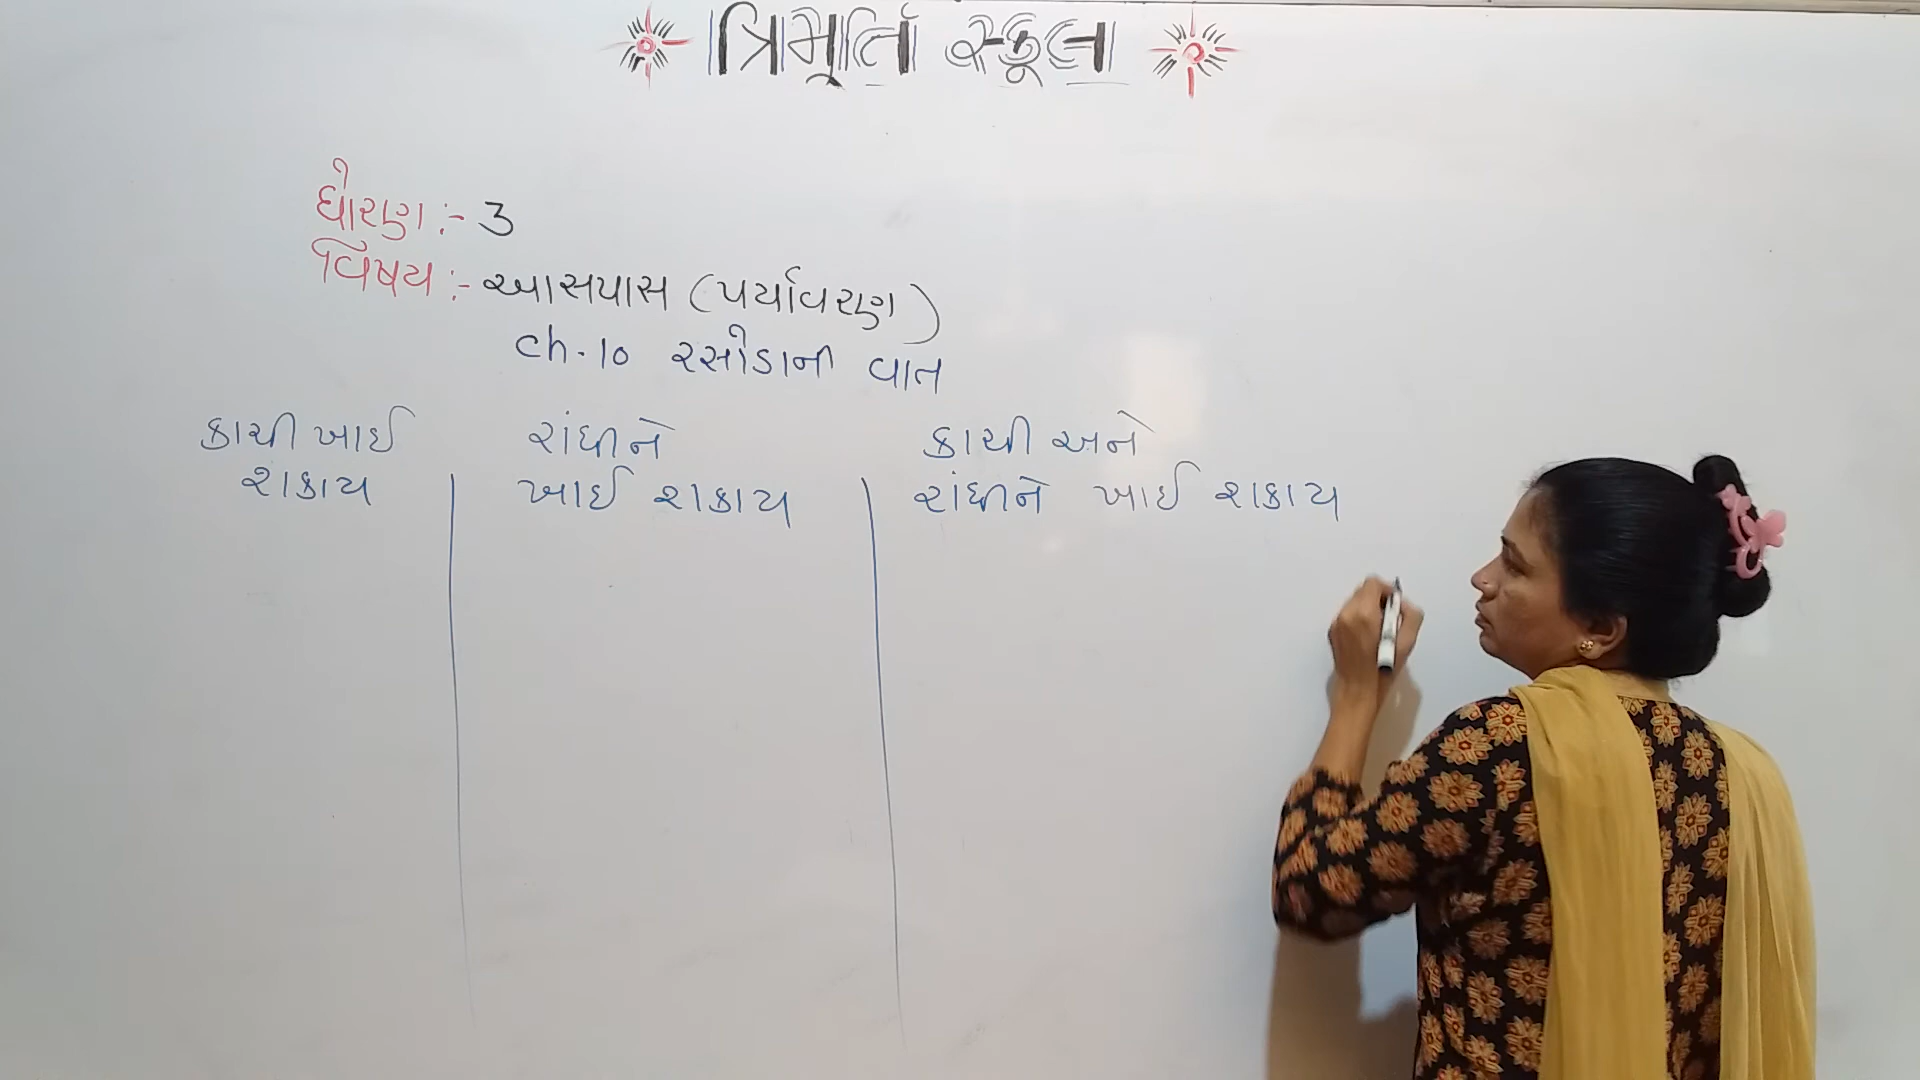 ત્રિમૂર્તિ સ્કૂલ
ધોરણ :- 3
વિષય :- આસપાસ (પર્યાવરણ)
ch. 10 રસોડાની વાત
કાચી ખાઈ
શકાય
રાંધીને
ખાઈ શકાય
કાચી અને
રાંધીને ખાઈ શકાય